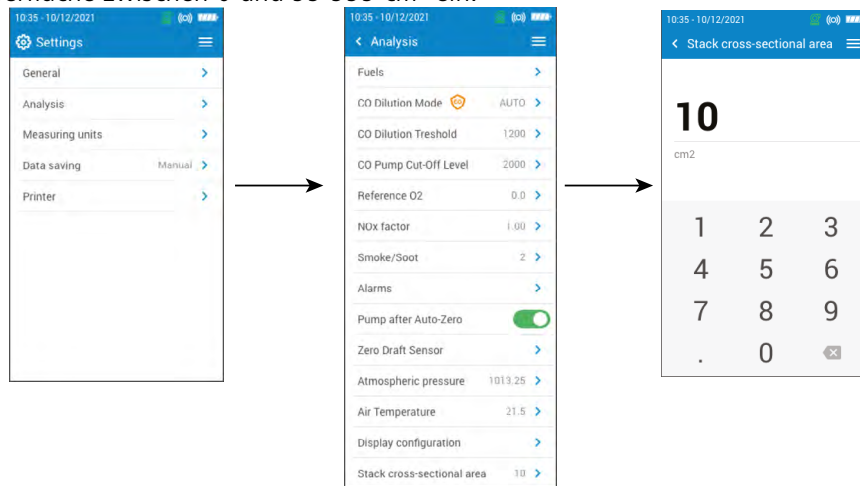 zwischen 0 und
10:35 - 10/12/2021
Settings
General
Analysis
Measuring units
Data saving Manual
Printer
10:35 - 10/12/2021
Analysis
Fuels
CO Dilution Mode AUTO
CO Dilution Treshold 1200
CO Pump Cut-Off Level 2000
Reference O2 0.0
NOx factor 1.00
Smoke/Soot 2
Alarms
Pump after Auto-Zero
Zero Draft Sensor
Atmospheric pressure 1013.25
Air Temperature 21.5
Display configuration
Stack cross-sectional area 10
10:35 - 10/12/2021
Stack cross-sectional area
10
cm2
1 2 3
4 5 6
7 8 9
. 0